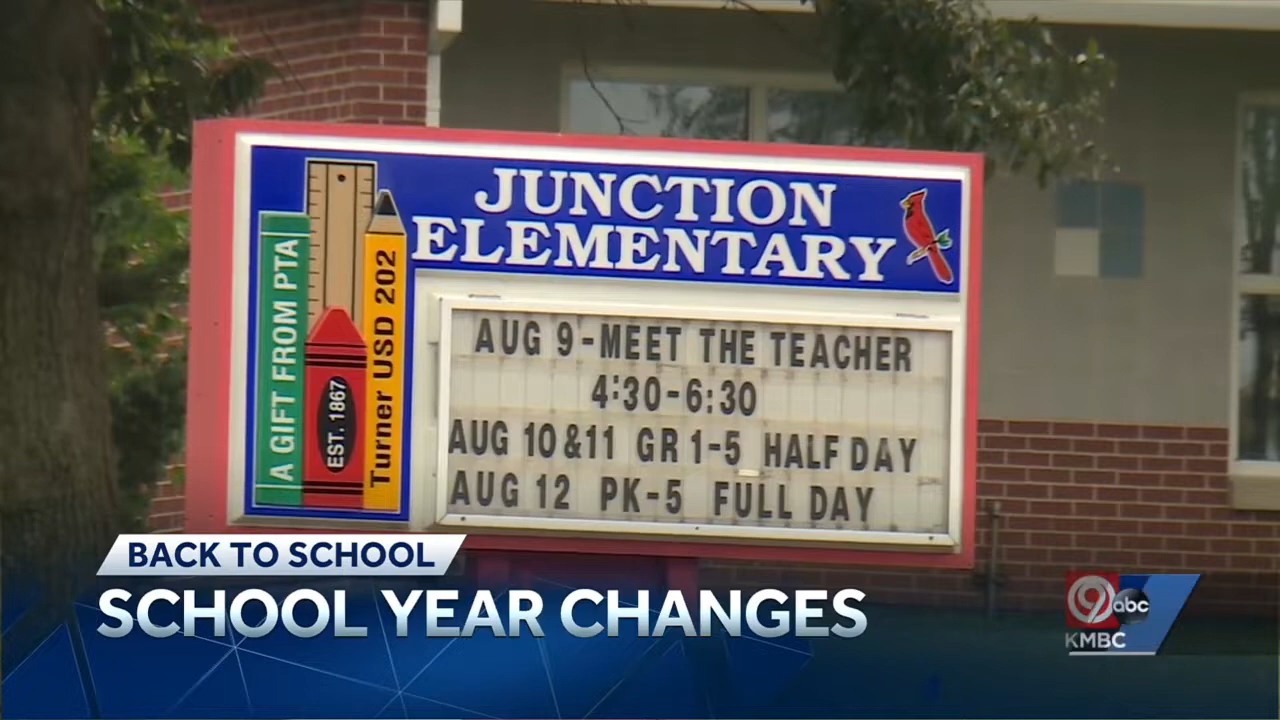 JUNCTION
ELEMENTARY
A GIFT FROM PTA
EST. 1867
Turner USD 202
AUG 9-MEET THE TEACHER
4:30-6:30
AUG 10&11 GR 1-5 HALF DAY
AUG 12 PK-5 FULL DAY
BACK TO SCHOOL
SCHOOL YEAR CHANGES
9 abc
KMBC